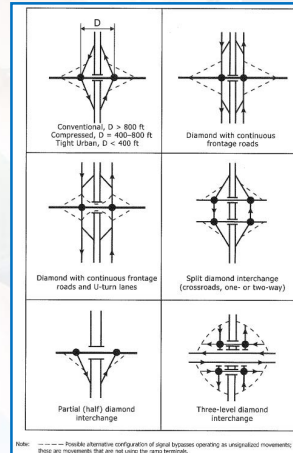 D
Conventional, D > 800 ft
Compressed, D = 400–800 ft
Tight Urban, D < 400 ft
Diamond with continuous
frontage roads
Diamond with continuous frontage
roads and U-turn lanes
Split diamond interchange
(crossroads, one- or two-way)
Partial (half) diamond
interchange
Three-level diamond
interchange
Note: ----- Possible alternative configuration of signal bypasses operating as unsignalized movements;
these are movements that are not using the ramp terminals.